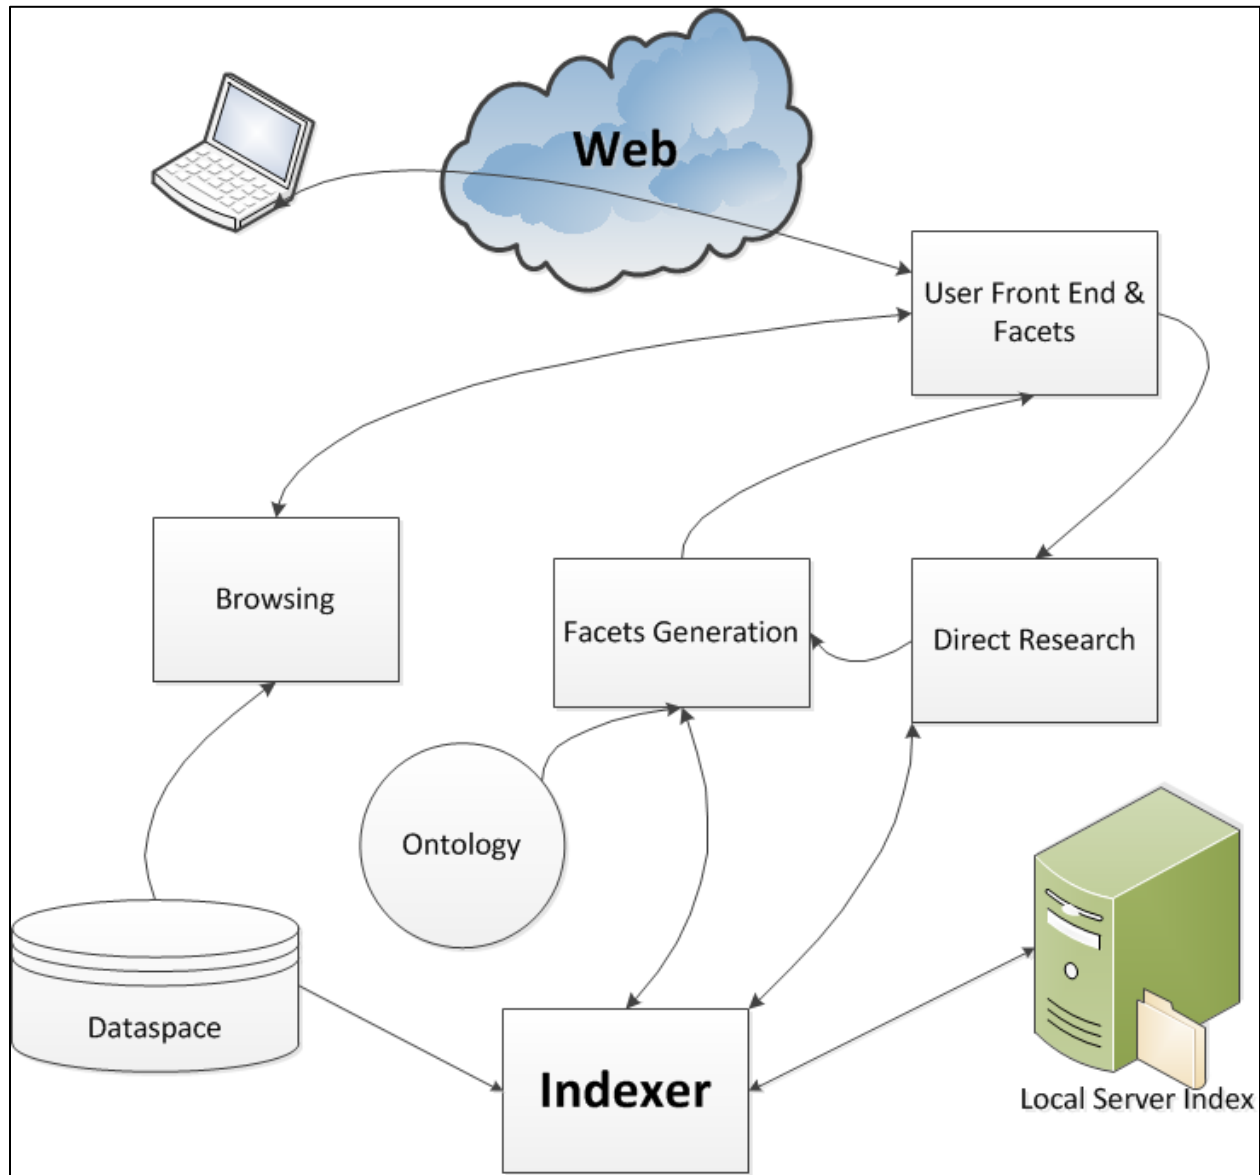 Web
User Front End &
Facets
Browsing
Facets Generation
Direct Research
Ontology
Dataspace
Indexer
Local Server Index